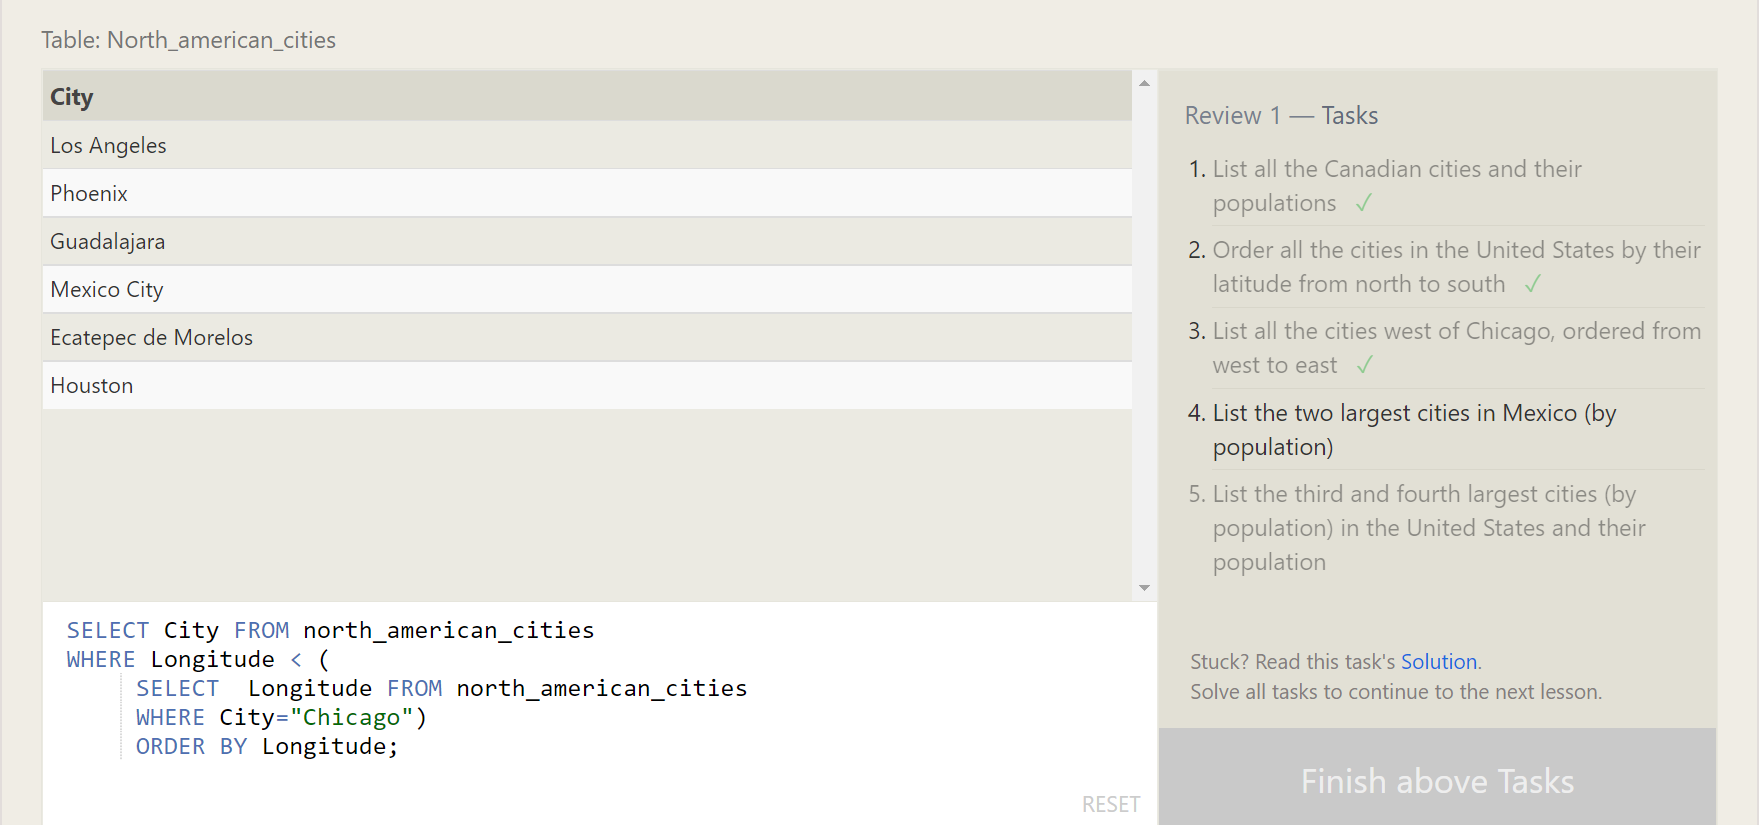 Table: North_american_cities
City
Los Angeles
Phoenix
Guadalajara
Mexico City
Ecatepec de Morelos
Houston
SELECT City FROM north_american_cities
WHERE Longitude < (
SELECT  Longitude FROM north_american_cities
WHERE City="Chicago")
ORDER BY Longitude;
RESET
Review 1 — Tasks
1. List all the Canadian cities and their
populations ✓
2. Order all the cities in the United States by their
latitude from north to south ✓
3. List all the cities west of Chicago, ordered from
west to east ✓
4. List the two largest cities in Mexico (by
population)
5. List the third and fourth largest cities (by
population) in the United States and their
population
Stuck? Read this task's Solution.
Solve all tasks to continue to the next lesson.
Finish above Tasks